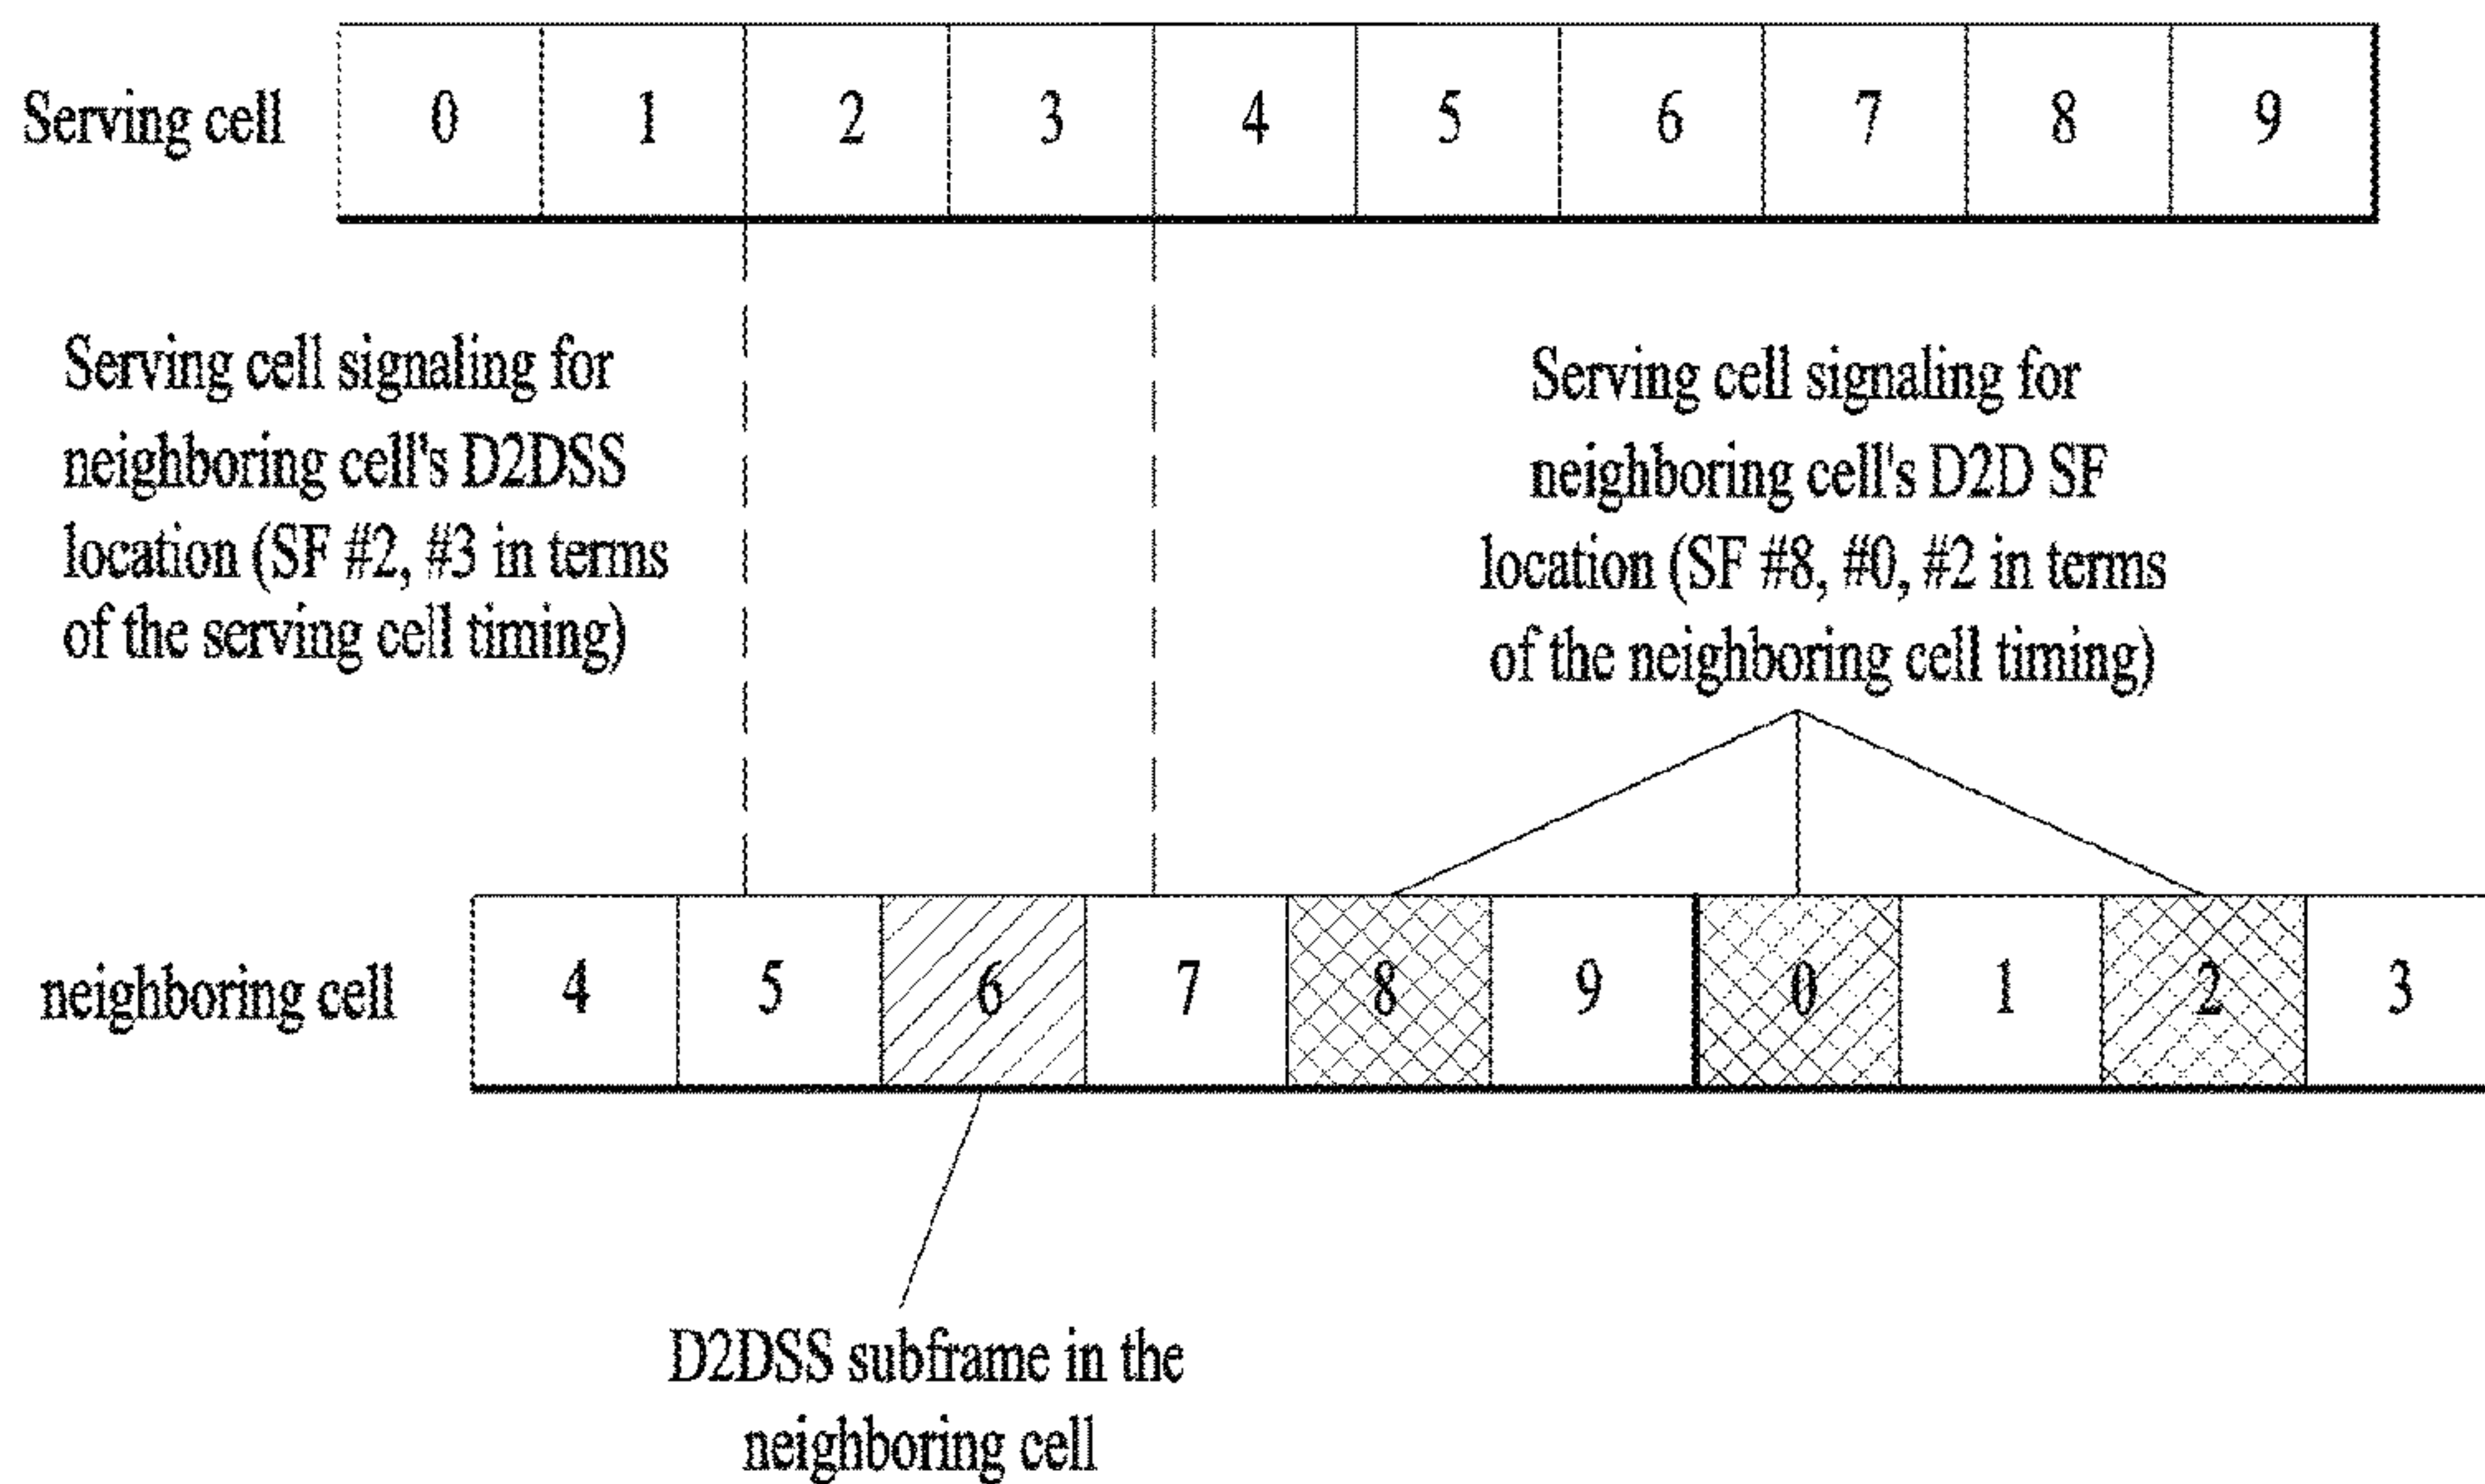 Serving cell 0 1 2 3 4 5 6 7 8 9
Serving cell signaling for
neighboring cell's D2DSS
location (SF #2, #3 in terms
of the serving cell timing)
Serving cell signaling for
neighboring cell's D2D SF
location (SF #8, #0, #2 in terms
of the neighboring cell timing)
neighboring cell 4 5 6 7 8 9 0 1 2 3
D2DSS subframe in the
neighboring cell